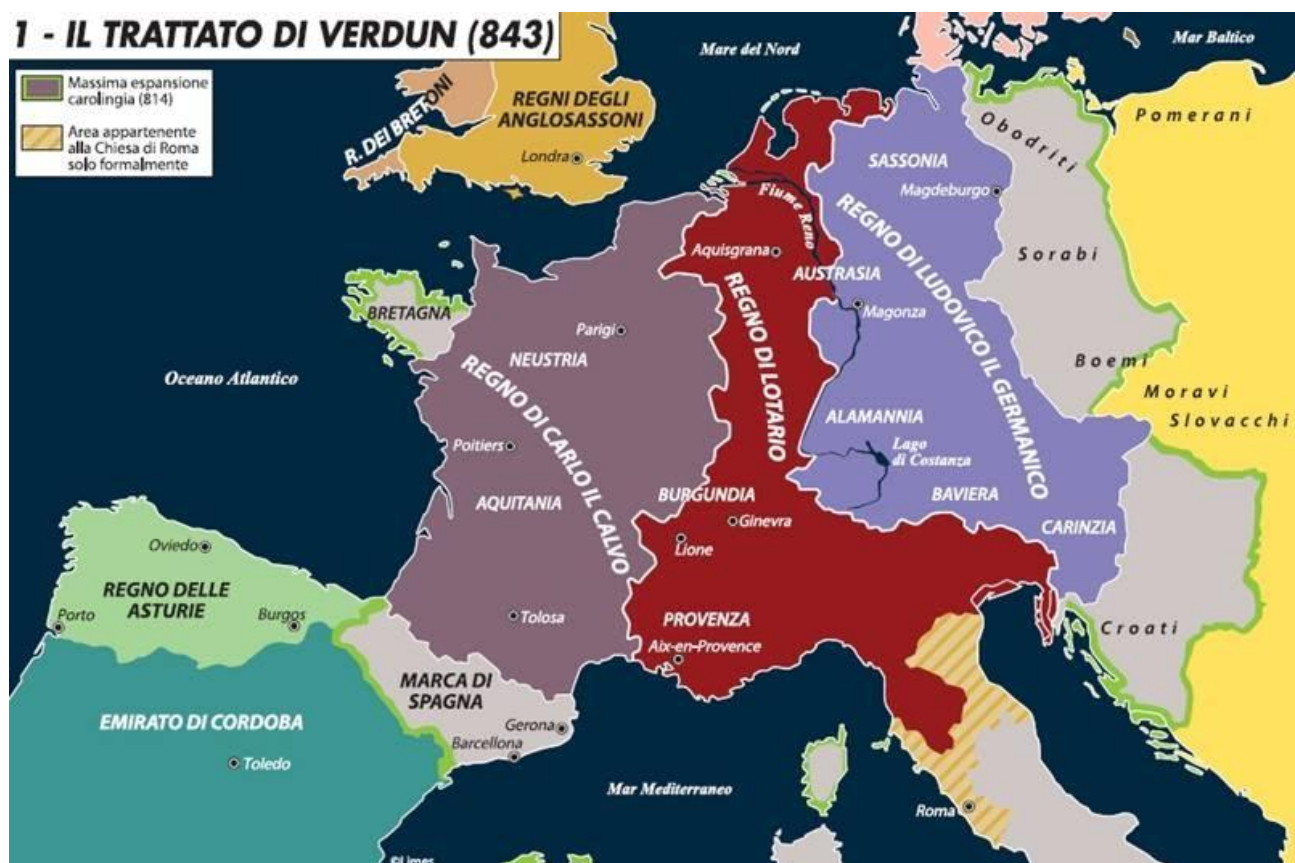 1 - IL TRATTATO DI VERDUN (843)
Massima espansione
carolingia (814)
Area appartenente
alla Chiesa di Roma
solo formalmente
Mare del Nord
Mar Baltico
R. DEI BRETONI
REGNI DEGLI
ANGLOSASSONI
Londra
Obodriti
Pomerani
SASSONIA
Magdeburgo
Fiume Reno
REGNO DI LUDOVICO IL GERMANICO
Sorabi
Aquisgrana
AUSTRASIA
REGNO DI LOTARIO
Magonza
BRETAGNA
Parigi
NEUSTRIA
Oceano Atlantico
REGNO DI CARLO IL CALVO
Boemi
Moravi
Slovacchi
ALAMANNIA
Lago
di Costanza
Poitiers
AQUITANIA
BURGUNDIA
Ginevra
Lione
BAVIERA
CARINZIA
Oviedo
REGNO DELLE
ASTURIE
Porto
Burgos
Tolosa
PROVENZA
Aix-en-Provence
Croati
MARCA DI
SPAGNA
Gerona
Barcellona
EMIRATO DI CORDOBA
Toledo
Mar Mediterraneo
Roma
©Limes